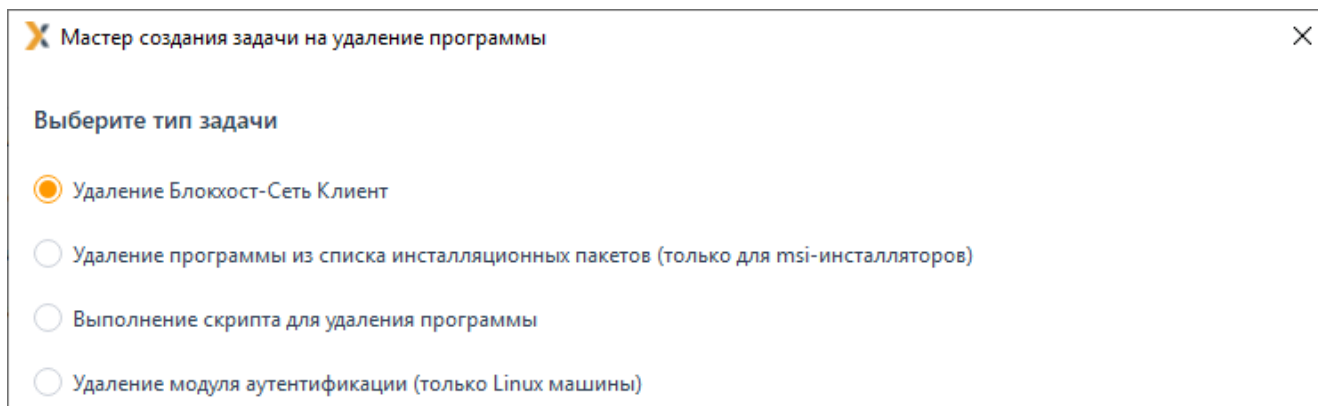 Мастер создания задачи на удаление программы
Выберите тип задачи
Удаление Блокхост-Сеть Клиент
Удаление программы из списка инсталляционных пакетов (только для msi-инсталляторов)
Выполнение скрипта для удаления программы
Удаление модуля аутентификации (только Linux машины)